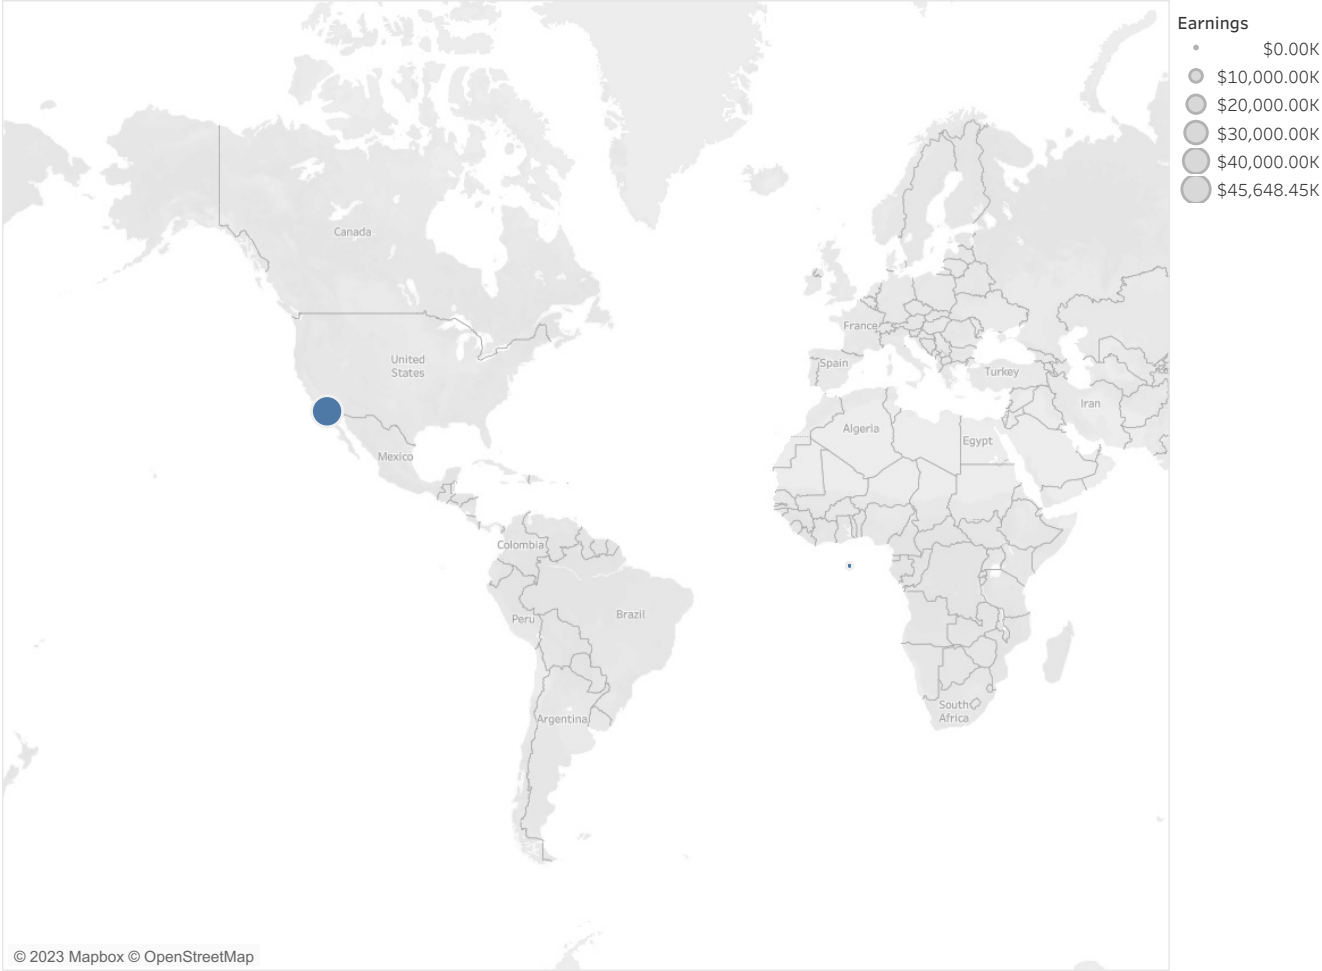 Earnings
$0.00K
$10,000.00K
$20,000.00K
$30,000.00K
$40,000.00K
$45,648.45K
Canada
United
States
Mexico
France
Spain
Turkey
Iran
Algeria
Egypt
Colombia
Peru
Brazil
Argentina
South
Africa
© 2023 Mapbox © OpenStreetMap